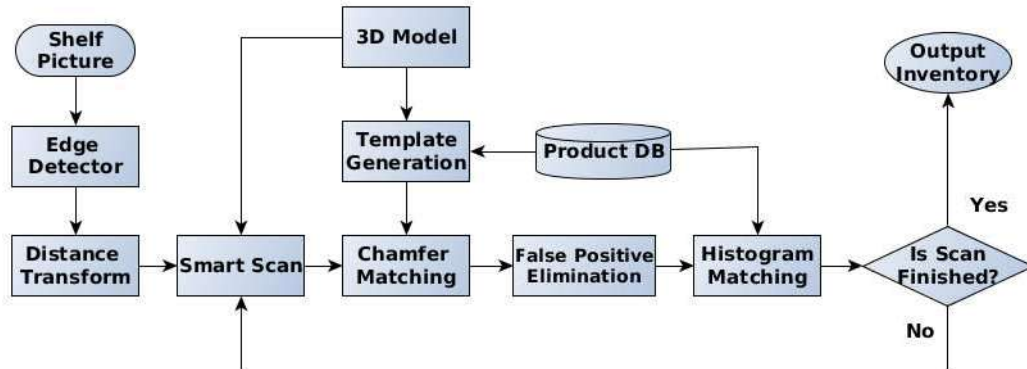 Shelf
Picture
3D Model
Output
Inventory
Edge
Detector
Template
Generation
Product DB
Yes
Distance
Transform
Smart Scan
Chamfer
Matching
False Positive
Elimination
Histogram
Matching
Is Scan
Finished?
No